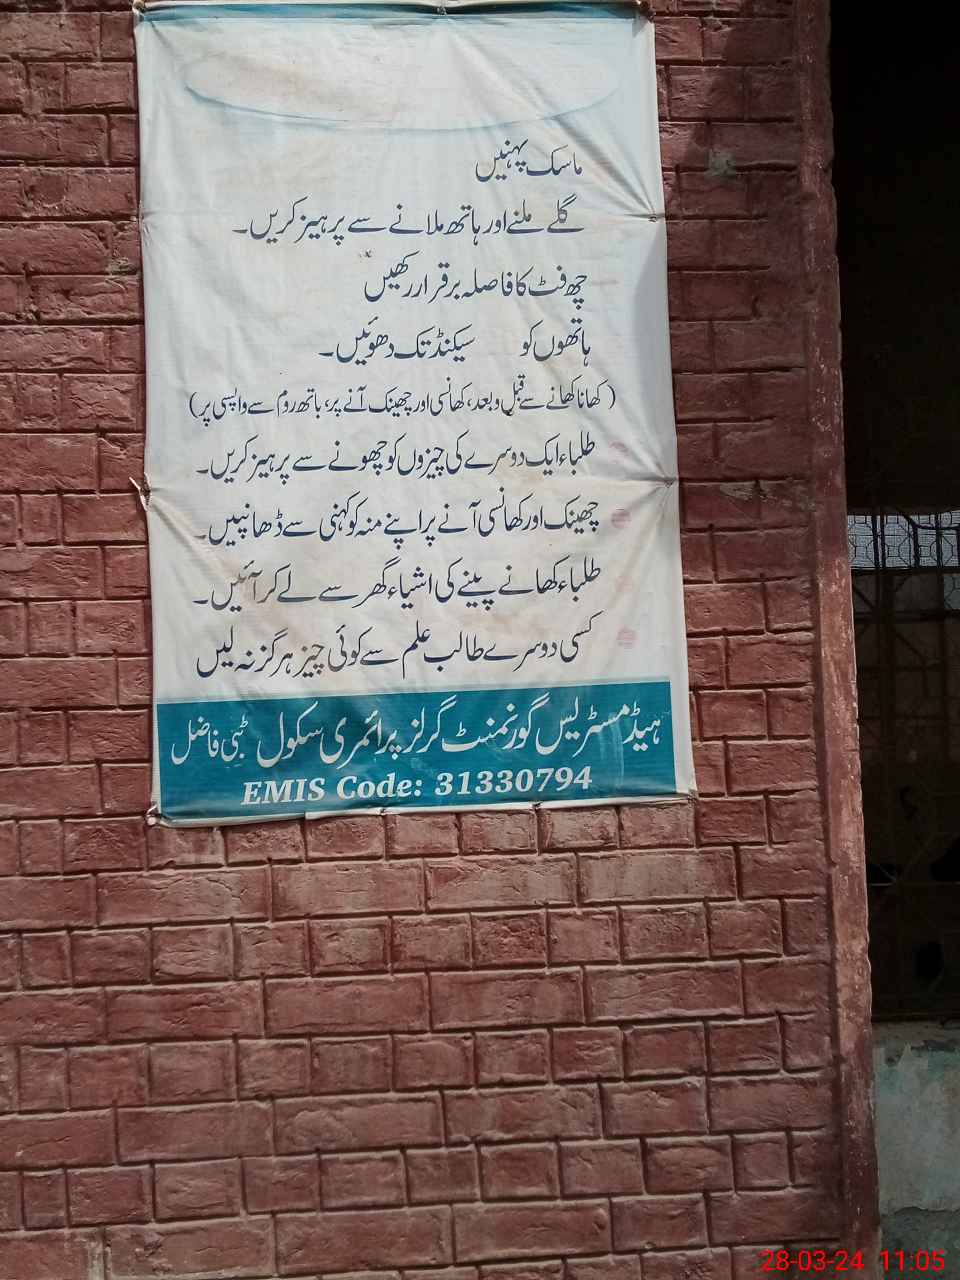 ماسک پہنیں
گلے ملنے اور ہاتھ ملانے سے پرہیز کریں۔
چھ فٹ کا فاصلہ برقرار رکھیں
ہاتھوں کو سیکنڈ تک دھوئیں۔
(کھانا کھانے سے قبل و بعد، کھانسی اور چھینک آنے پر، باتھ روم سے واپسی پر)
طلباء ایک دوسرے کی چیزوں کو چھونے سے پرہیز کریں۔
چھینک اور کھانسی آنے پر اپنے منہ کو کہنی سے ڈھانپیں۔
طلباء کھانے پینے کی اشیاء گھر سے لے کر آئیں۔
کسی دوسرے طالب علم سے کوئی چیز ہرگز نہ لیں
ہیڈ مسٹریس گورنمنٹ گرلز پرائمری سکول ٹبی فاضل
EMIS Code: 31330794
28-03-24 11:05